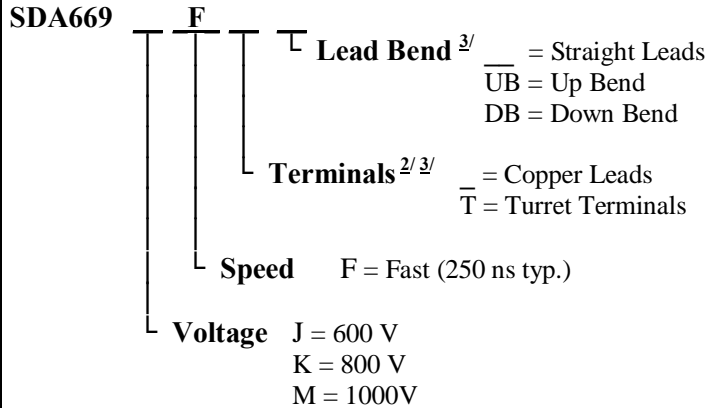 SDA669 __ F __ __
Lead Bend 3/ __ = Straight Leads
UB = Up Bend
DB = Down Bend
Terminals 2/ 3/ _ = Copper Leads
T = Turret Terminals
Speed F = Fast (250 ns typ.)
Voltage J = 600 V
K = 800 V
M = 1000V